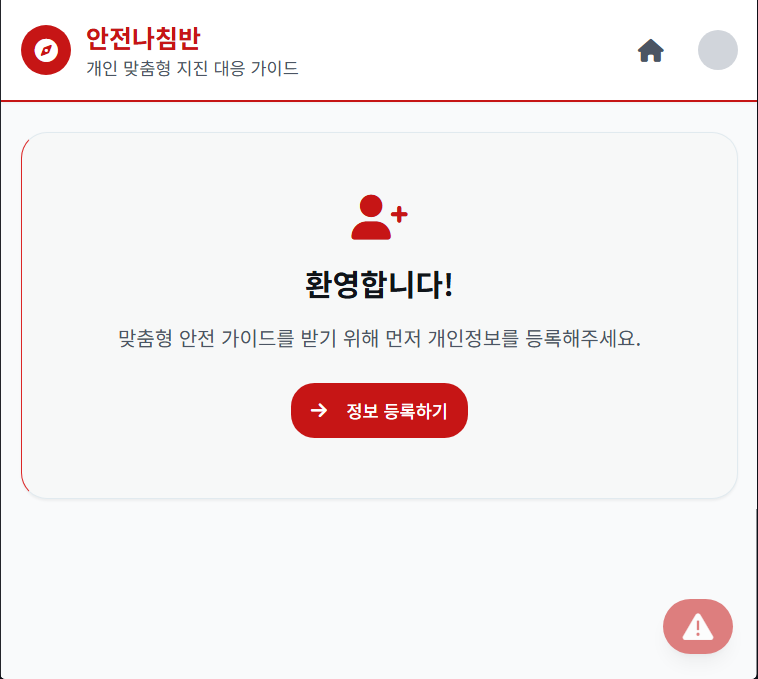 안전나침반
개인 맞춤형 지진 대응 가이드
환영합니다!
맞춤형 안전 가이드를 받기 위해 먼저 개인정보를 등록해주세요.
정보 등록하기